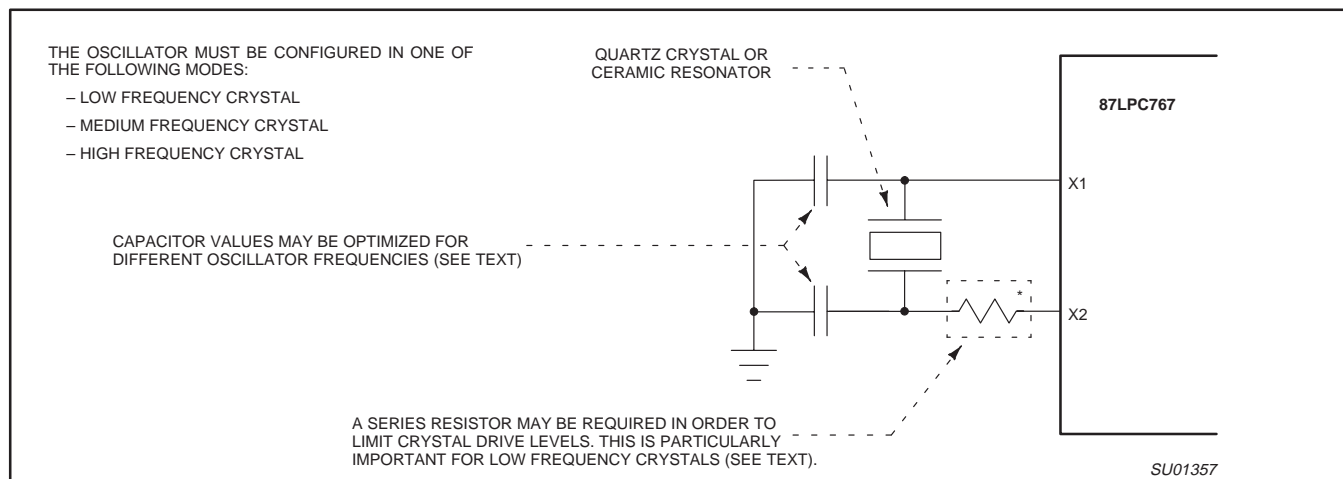 THE OSCILLATOR MUST BE CONFIGURED IN ONE OF
THE FOLLOWING MODES:
– LOW FREQUENCY CRYSTAL
– MEDIUM FREQUENCY CRYSTAL
– HIGH FREQUENCY CRYSTAL
QUARTZ CRYSTAL OR
CERAMIC RESONATOR
87LPC767
X1
CAPACITOR VALUES MAY BE OPTIMIZED FOR
DIFFERENT OSCILLATOR FREQUENCIES (SEE TEXT)
*
X2
A SERIES RESISTOR MAY BE REQUIRED IN ORDER TO
LIMIT CRYSTAL DRIVE LEVELS. THIS IS PARTICULARLY
IMPORTANT FOR LOW FREQUENCY CRYSTALS (SEE TEXT).
SU01357